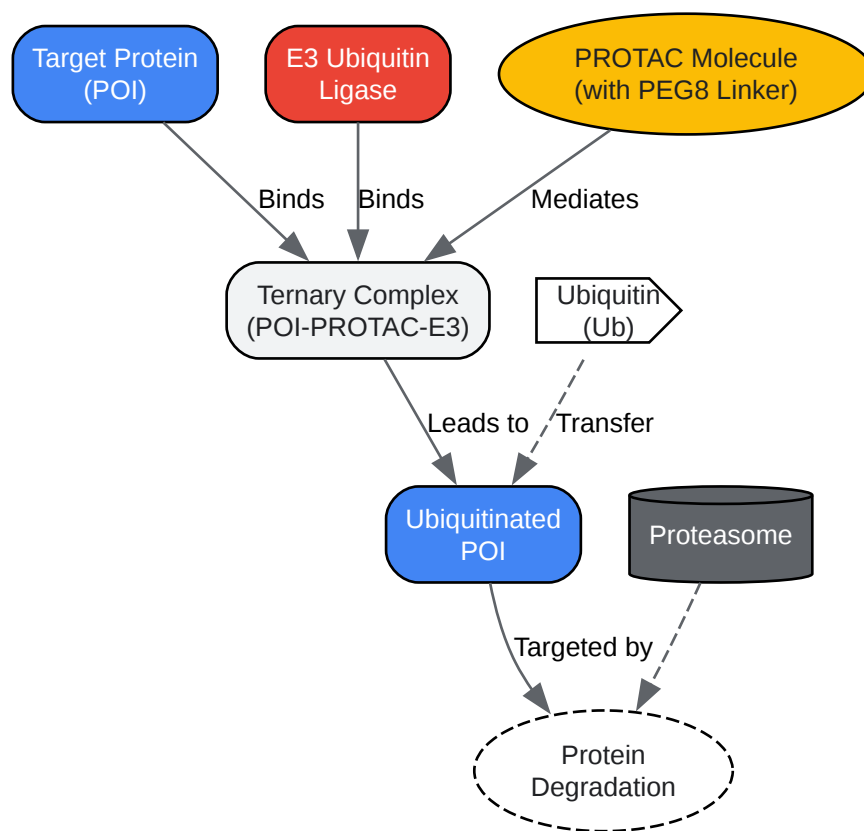 Target Protein
(POI)
E3 Ubiquitin
Ligase
PROTAC Molecule
(with PEG8 Linker)
Binds
Binds
Mediates
Ternary Complex
(POI-PROTAC-E3)
Ubiquitin
(Ub)
Leads to
Transfer
Ubiquitinated
POI
Proteasome
Targeted by
Protein
Degradation